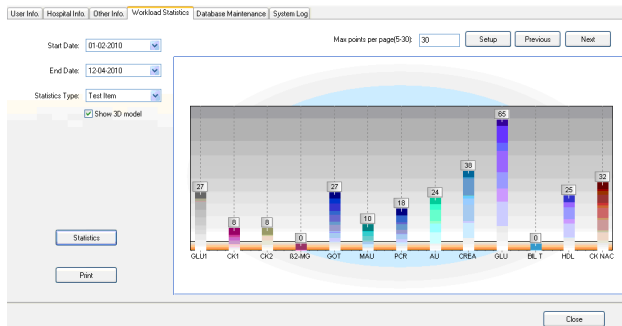 User Info. Hospital Info. Other Info. Workload Statistics Database Maintenance System Log
Start Date: 01-02-2010
Max points per page(5-30): 30 Setup Previous Next
End Date: 12-04-2010
Statistics Type: Test Item
Show 3D model
65
38
32
27 27 24 25
18
8 8 10
0 0
GLU1 CK1 CK2 ß2-MG GOT MAU PCR AU CREA GLU BIL T HDL CK NAC
Statistics
Print
Close